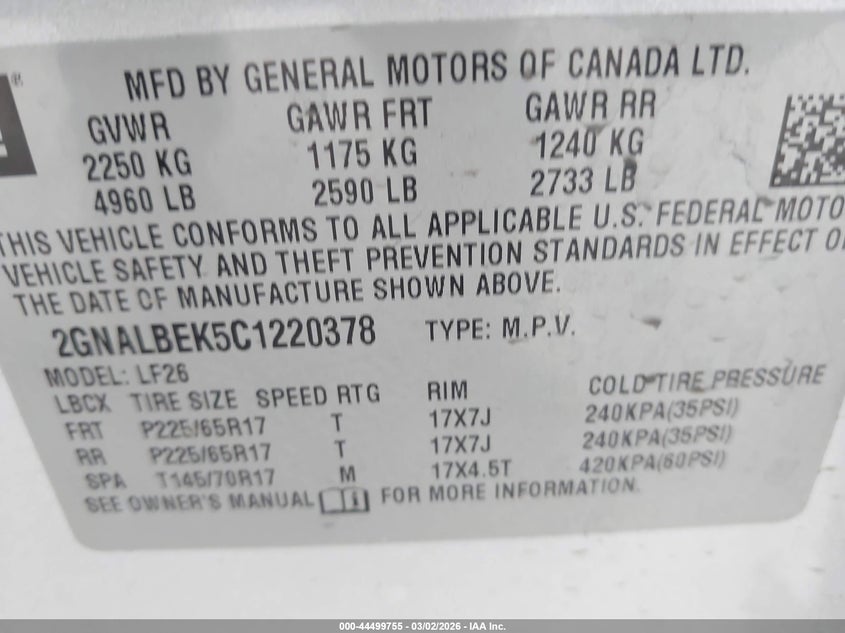 MFD BY GENERAL MOTORS OF CANADA LTD.
GVWR GAWR FRT GAWR RR
2250 KG 1175 KG 1240 KG
4960 LB 2590 LB 2733 LB
THIS VEHICLE CONFORMS TO ALL APPLICABLE U.S. FEDERAL MOTO
VEHICLE SAFETY AND THEFT PREVENTION STANDARDS IN EFFECT O
THE DATE OF MANUFACTURE SHOWN ABOVE.
2GNALBEK5C1220378 TYPE: M.P.V.
MODEL: LF26
LBCX TIRE SIZE SPEED RTG RIM COLD TIRE PRESSURE
FRT P225/65R17 T 17X7J 240KPA(35PSI)
RR P225/65R17 T 17X7J 240KPA(35PSI)
SPA T145/70R17 M 17X4.5T 420KPA(60PSI)
SEE OWNER'S MANUAL FOR MORE INFORMATION.
000-44499755 - 03/02/2026 - IAA Inc.